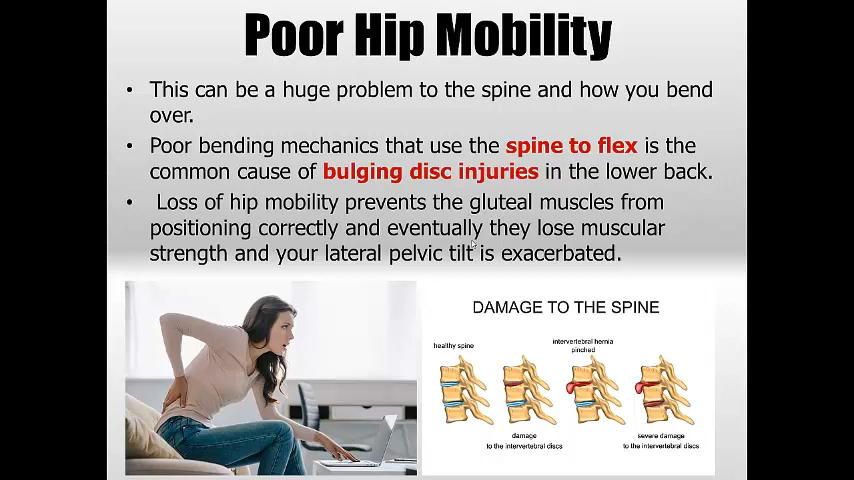 Poor Hip Mobility
• This can be a huge problem to the spine and how you bend
over.
• Poor bending mechanics that use the spine to flex is the
common cause of bulging disc injuries in the lower back.
• Loss of hip mobility prevents the gluteal muscles from
positioning correctly and eventually they lose muscular
strength and your lateral pelvic tilt is exacerbated.
DAMAGE TO THE SPINE
healthy spine
intervertebral hernia
pinched
damage
to the intervertebral discs
severe damage
to the intervertebral discs